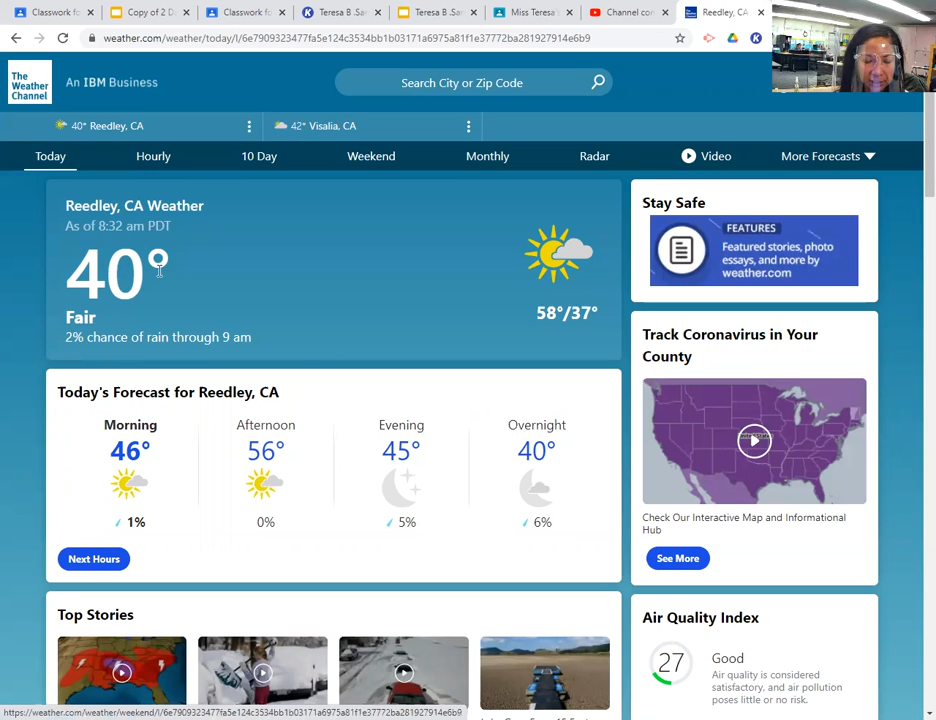 Classwork fo
Copy of 2 D
Classwork f
Teresa B .San
Teresa B .San
Miss Teresa's
Channel con
Reedley, CA
weather.com/weather/today/l/6e7909323477fa5e124c3534bb1b03171a6975a8f1e37772ba281927914e6b9
The
Weather
Channel
An IBM Business
Search City or Zip Code
40° Reedley, CA
42° Visalia, CA
Today
Hourly
10 Day
Weekend
Monthly
Radar
Video
More Forecasts
Reedley, CA Weather
As of 8:32 am PDT
40°
Fair
2% chance of rain through 9 am
58°/37°
Stay Safe
FEATURES
Featured stories, photo
essays, and more by
weather.com
Track Coronavirus in Your
County
Check Our Interactive Map and Informational
Hub
See More
Today's Forecast for Reedley, CA
Morning
Afternoon
Evening
Overnight
46°
56°
45°
40°
1%
0%
5%
6%
Next Hours
Top Stories
Air Quality Index
27
Good
Air quality is considered
satisfactory, and air pollution
poses little or no risk.
https://weather.com/weather/weekend/l/6e7909323477fa5e124c3534bb1b03171a6975a8f1e37772ba281927914e6b9